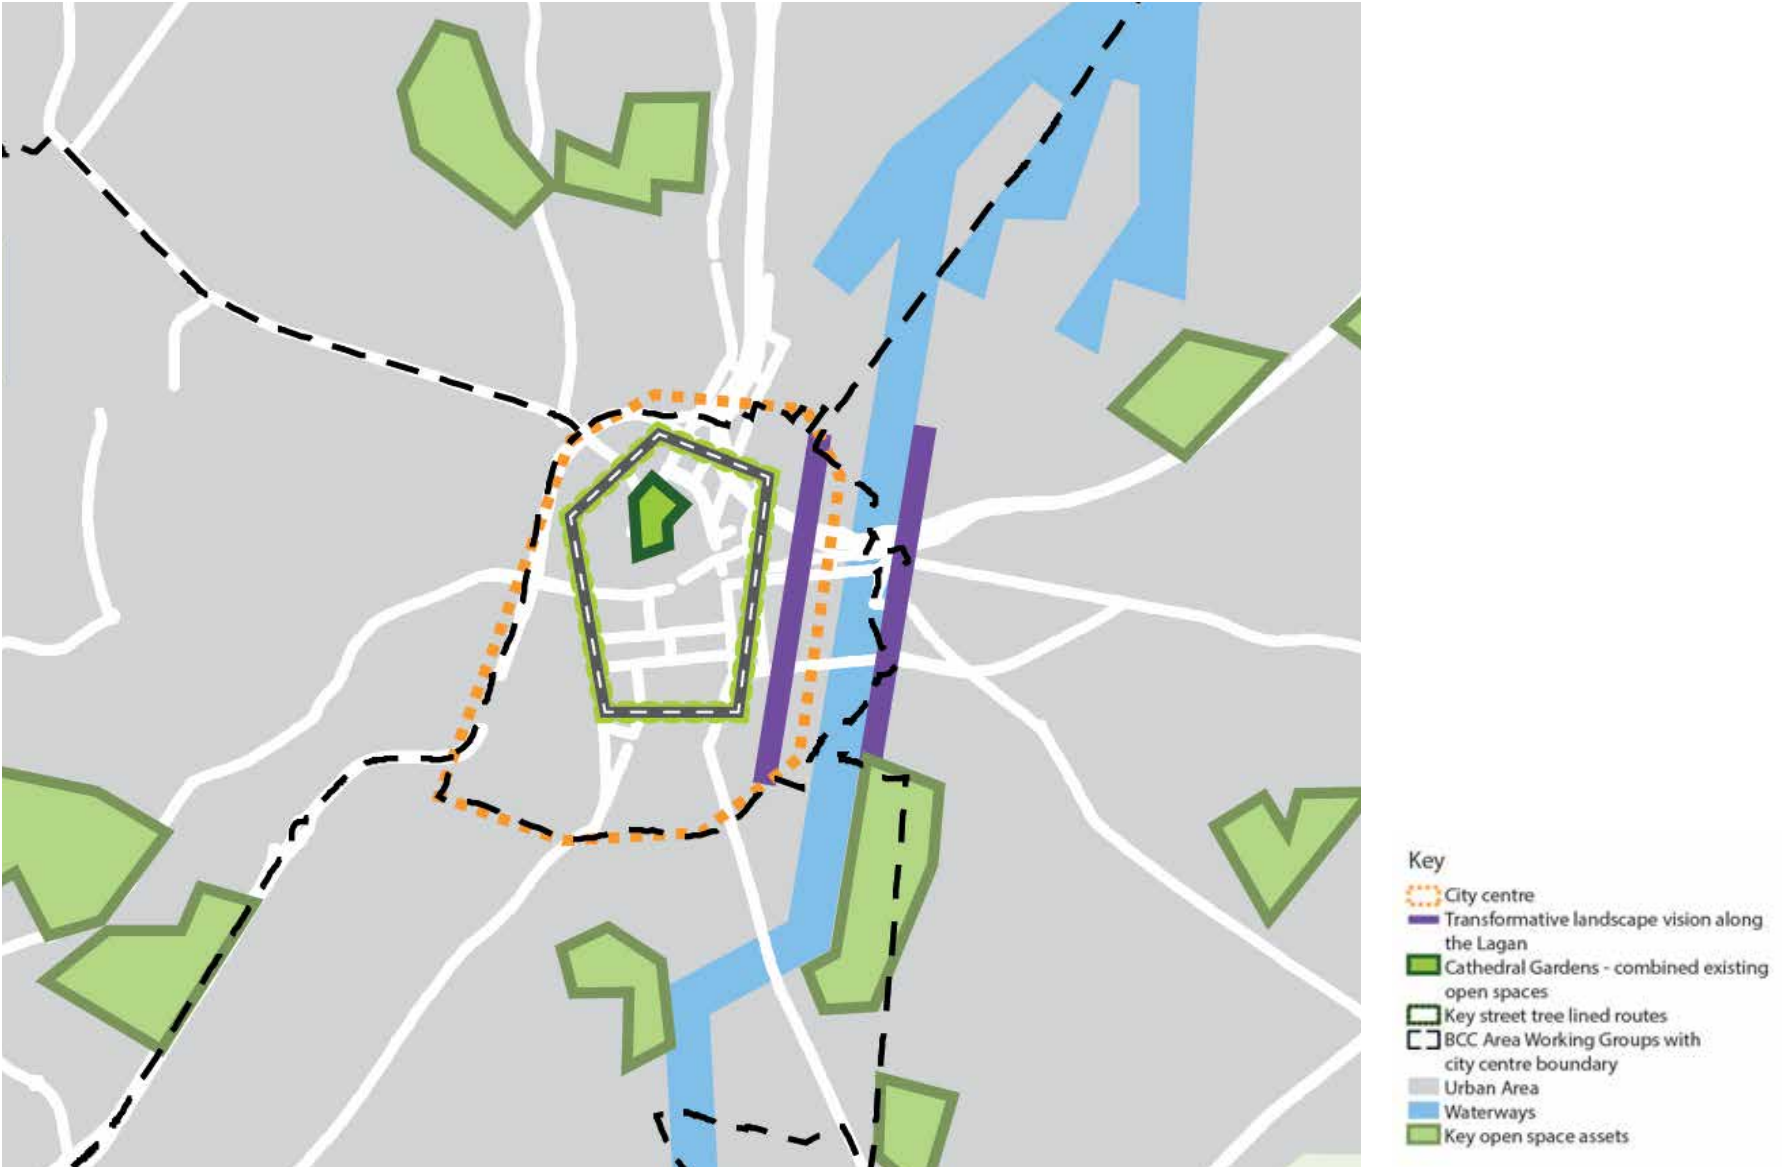 Key
City centre
Transformative landscape vision along
the Lagan
Cathedral Gardens - combined existing
open spaces
Key street tree lined routes
BCC Area Working Groups with
city centre boundary
Urban Area
Waterways
Key open space assets